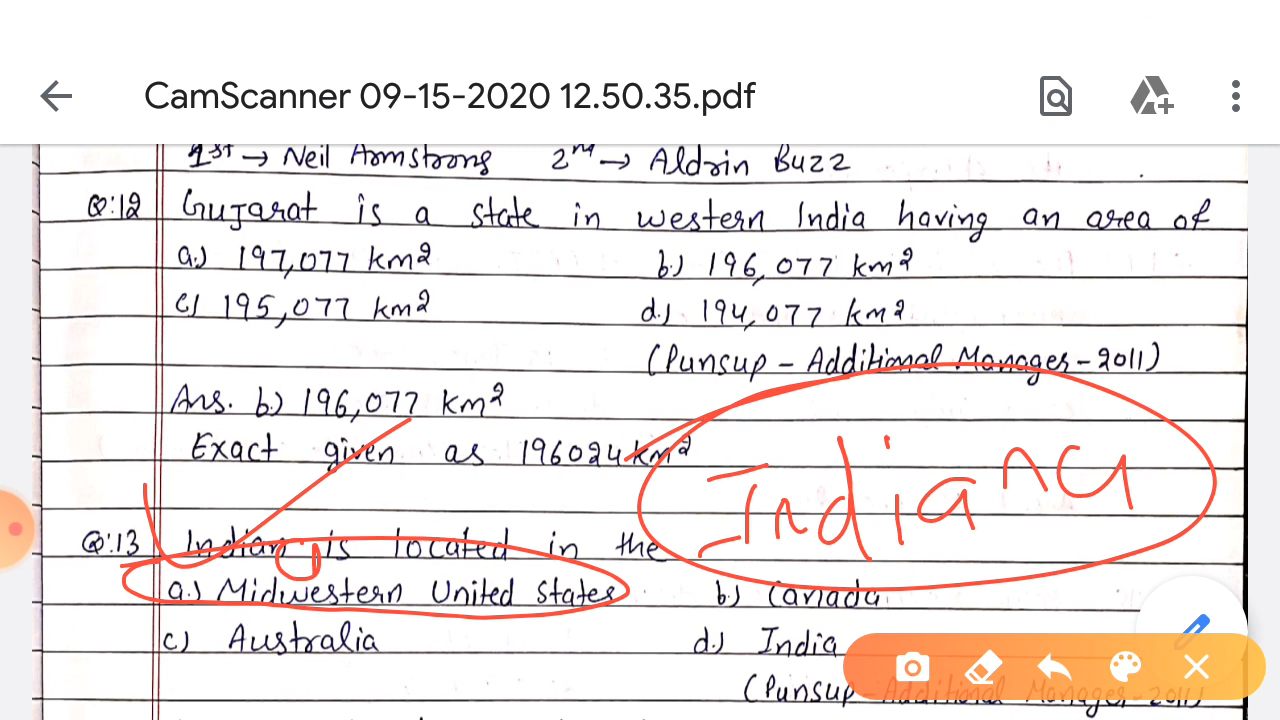 CamScanner 09-15-2020 12.50.35.pdf
1st → Neil Armstrong 2nd → Aldrin Buzz
Q:12 Gujarat is a state in western India having an area of
a.) 197,077 km² b.) 196,077 km²
c) 195,077 km² d.) 194,077 km²
(Punsup - Additional Manager - 2011)
Ans. b.) 196,077 km²
Exact given as 196024 km²
Indiana
Q:13 Indian is located in the
a.) Midwestern United States b.) Canada
c) Australia d.) India
(Punsup - Additional Manager - 2011)